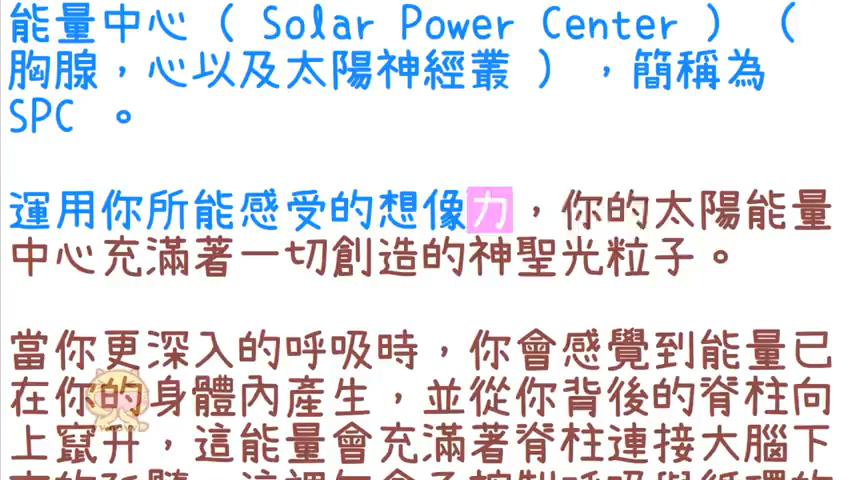 能量中心 ( Solar Power Center ) (
胸腺，心以及太陽神經叢 ) ，簡稱為
SPC 。
運用你所能感受的想像力，你的太陽能量
中心充滿著一切創造的神聖光粒子。
當你更深入的呼吸時，你會感覺到能量已
在你的身體內產生，並從你背後的脊柱向
上竄升，這能量會充滿著脊柱連接大腦下